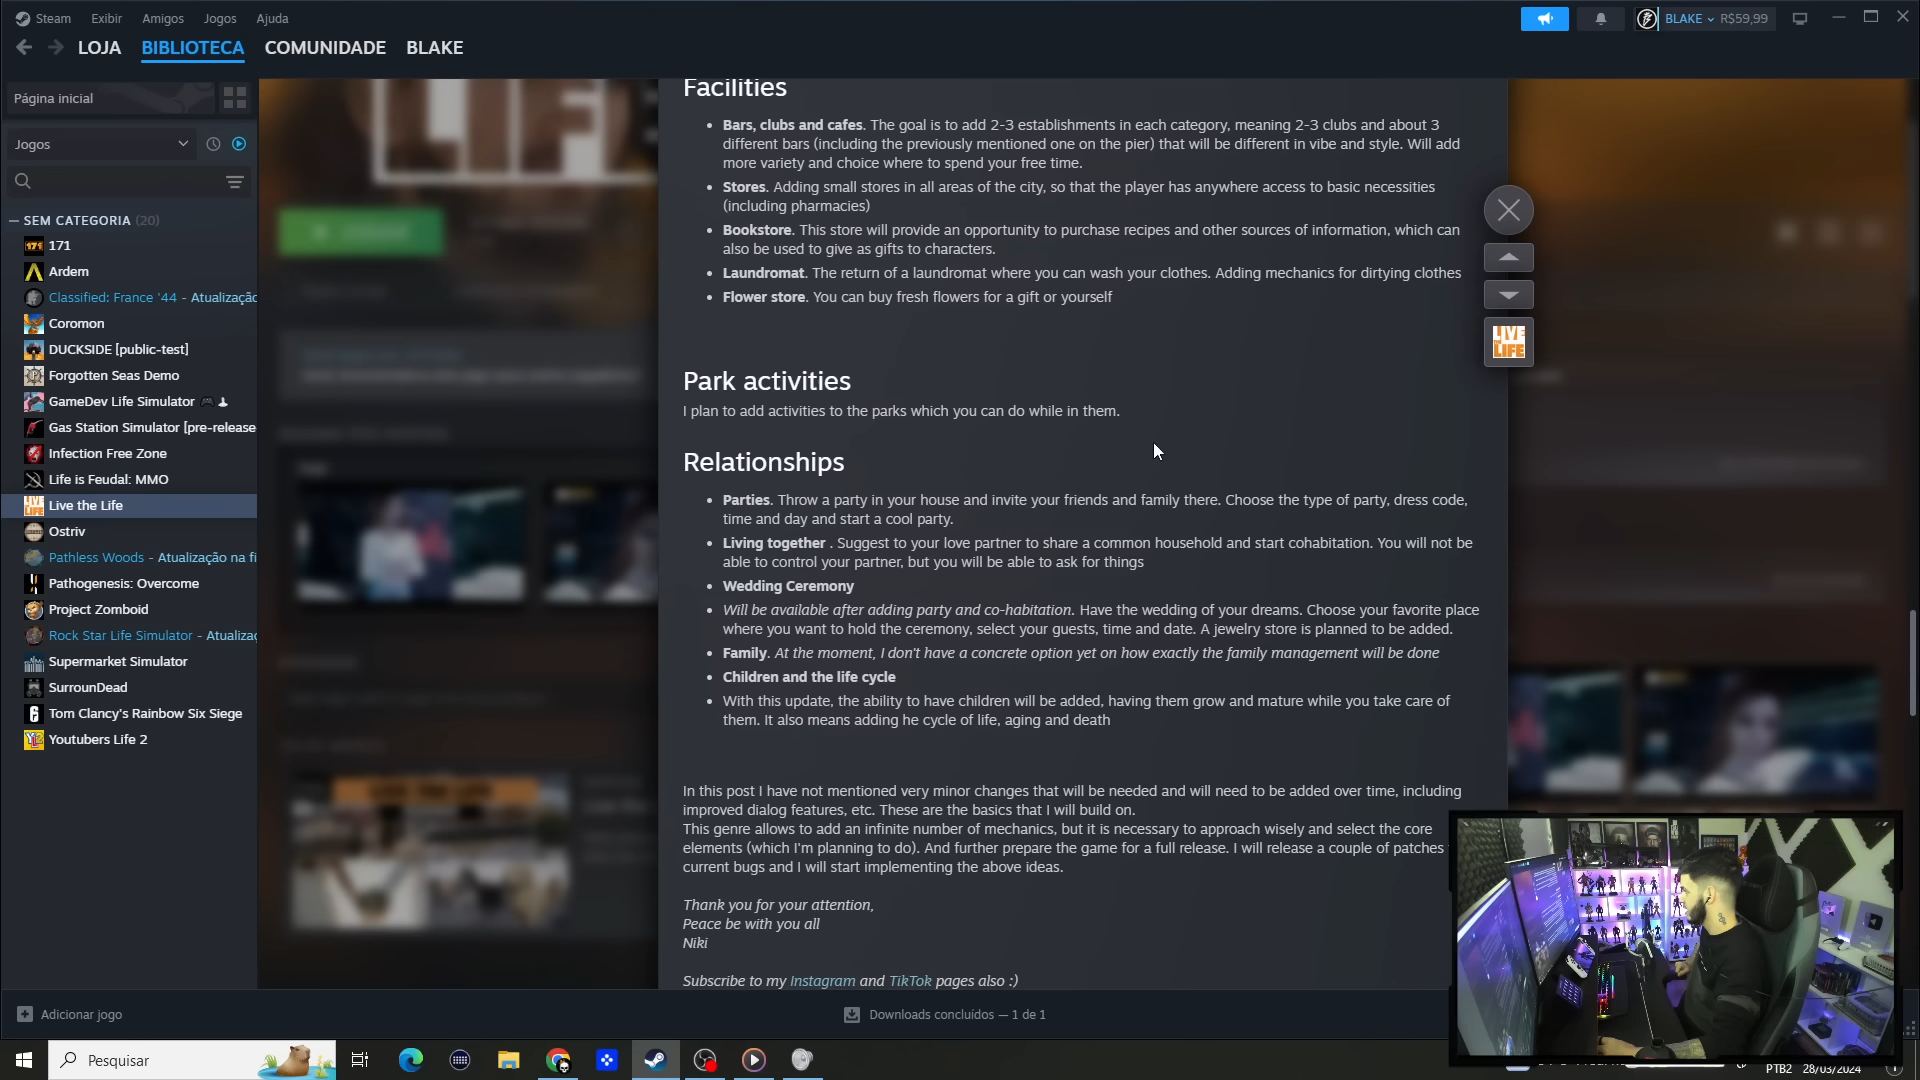 Steam
Exibir
Amigos
Jogos
Ajuda
BLAKE
R$59,99
LOJA
BIBLIOTECA
COMUNIDADE
BLAKE
Página inicial
Jogos
SEM CATEGORIA (20)
171
Ardem
Classified: France '44 - Atualização
Coromon
DUCKSIDE [public-test]
Forgotten Seas Demo
GameDev Life Simulator
Gas Station Simulator [pre-release
Infection Free Zone
Life is Feudal: MMO
Live the Life
Ostriv
Pathless Woods - Atualização na fi
Pathogenesis: Overcome
Project Zomboid
Rock Star Life Simulator - Atualizaç
Supermarket Simulator
SurrounDead
Tom Clancy's Rainbow Six Siege
Youtubers Life 2
Facilities
• Bars, clubs and cafes. The goal is to add 2-3 establishments in each category, meaning 2-3 clubs and about 3
different bars (including the previously mentioned one on the pier) that will be different in vibe and style. Will add
more variety and choice where to spend your free time.
• Stores. Adding small stores in all areas of the city, so that the player has anywhere access to basic necessities
(including pharmacies)
• Bookstore. This store will provide an opportunity to purchase recipes and other sources of information, which can
also be used to give as gifts to characters.
• Laundromat. The return of a laundromat where you can wash your clothes. Adding mechanics for dirtying clothes
• Flower store. You can buy fresh flowers for a gift or yourself
Park activities
I plan to add activities to the parks which you can do while in them.
Relationships
• Parties. Throw a party in your house and invite your friends and family there. Choose the type of party, dress code,
time and day and start a cool party.
• Living together . Suggest to your love partner to share a common household and start cohabitation. You will not be
able to control your partner, but you will be able to ask for things
• Wedding Ceremony
• Will be available after adding party and co-habitation. Have the wedding of your dreams. Choose your favorite place
where you want to hold the ceremony, select your guests, time and date. A jewelry store is planned to be added.
• Family. At the moment, I don't have a concrete option yet on how exactly the family management will be done
• Children and the life cycle
• With this update, the ability to have children will be added, having them grow and mature while you take care of
them. It also means adding he cycle of life, aging and death
In this post I have not mentioned very minor changes that will be needed and will need to be added over time, including
improved dialog features, etc. These are the basics that I will build on.
This genre allows to add an infinite number of mechanics, but it is necessary to approach wisely and select the core
elements (which I'm planning to do). And further prepare the game for a full release. I will release a couple of patches
current bugs and I will start implementing the above ideas.
Thank you for your attention,
Peace be with you all
Niki
Subscribe to my Instagram and TikTok pages also :)
LIVE
LIFE
Adicionar jogo
Downloads concluídos — 1 de 1
Pesquisar
PTB2
28/03/2024